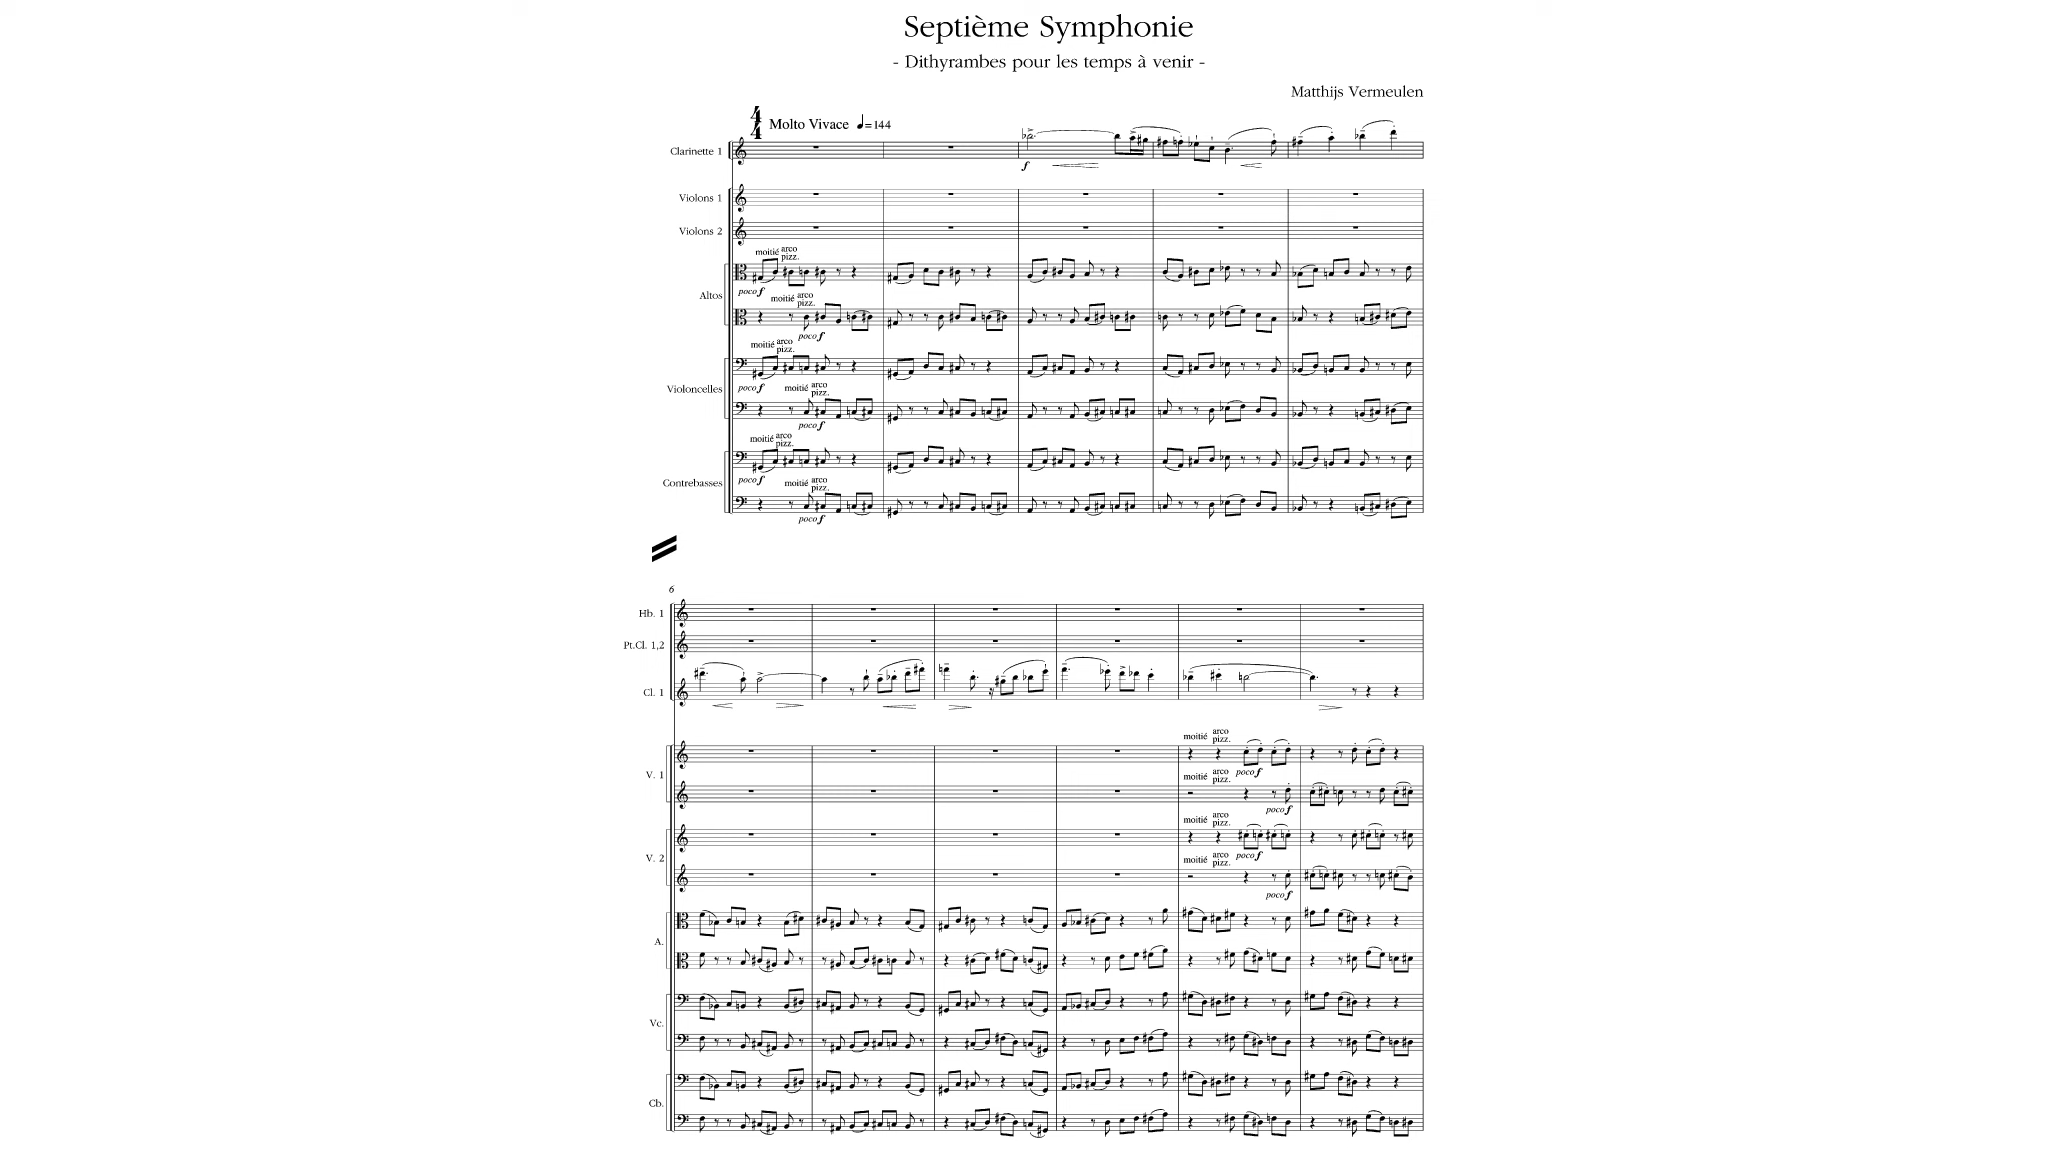 Septième Symphonie
- Dithyrambes pour les temps à venir -
Matthijs Vermeulen
4
4
Molto Vivace ♩=144
Clarinette 1
f
Violons 1
Violons 2
moitié arco
pizz.
poco f
Altos
moitié arco
pizz.
poco f
moitié arco
pizz.
poco f
Violoncelles
moitié arco
pizz.
poco f
moitié arco
pizz.
poco f
Contrebasses
moitié arco
pizz.
poco f
6
Hb. 1
Pt.Cl. 1,2
Cl. 1
moitié arco
pizz.
poco f
V. 1
moitié arco
pizz.
poco f
moitié arco
pizz.
poco f
V. 2
moitié arco
pizz.
poco f
A.
Vc.
Cb.